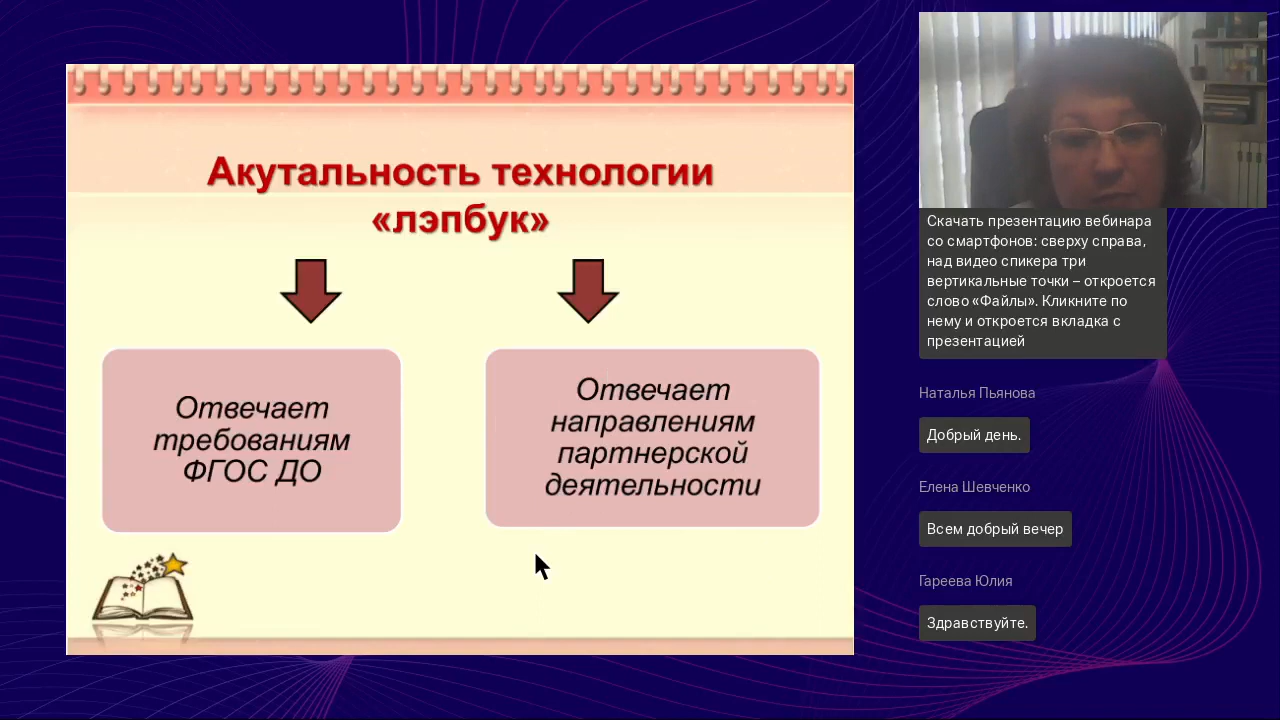 Акутальность технологии
«лэпбук»
Отвечает
требованиям
ФГОС ДО
Отвечает
направлениям
партнерской
деятельности
Скачать презентацию вебинара
со смартфонов: сверху справа,
над видео спикера три
вертикальные точки – откроется
слово «Файлы». Кликните по
нему и откроется вкладка с
презентацией
Наталья Пьянова
Добрый день.
Елена Шевченко
Всем добрый вечер
Гареева Юлия
Здравствуйте.